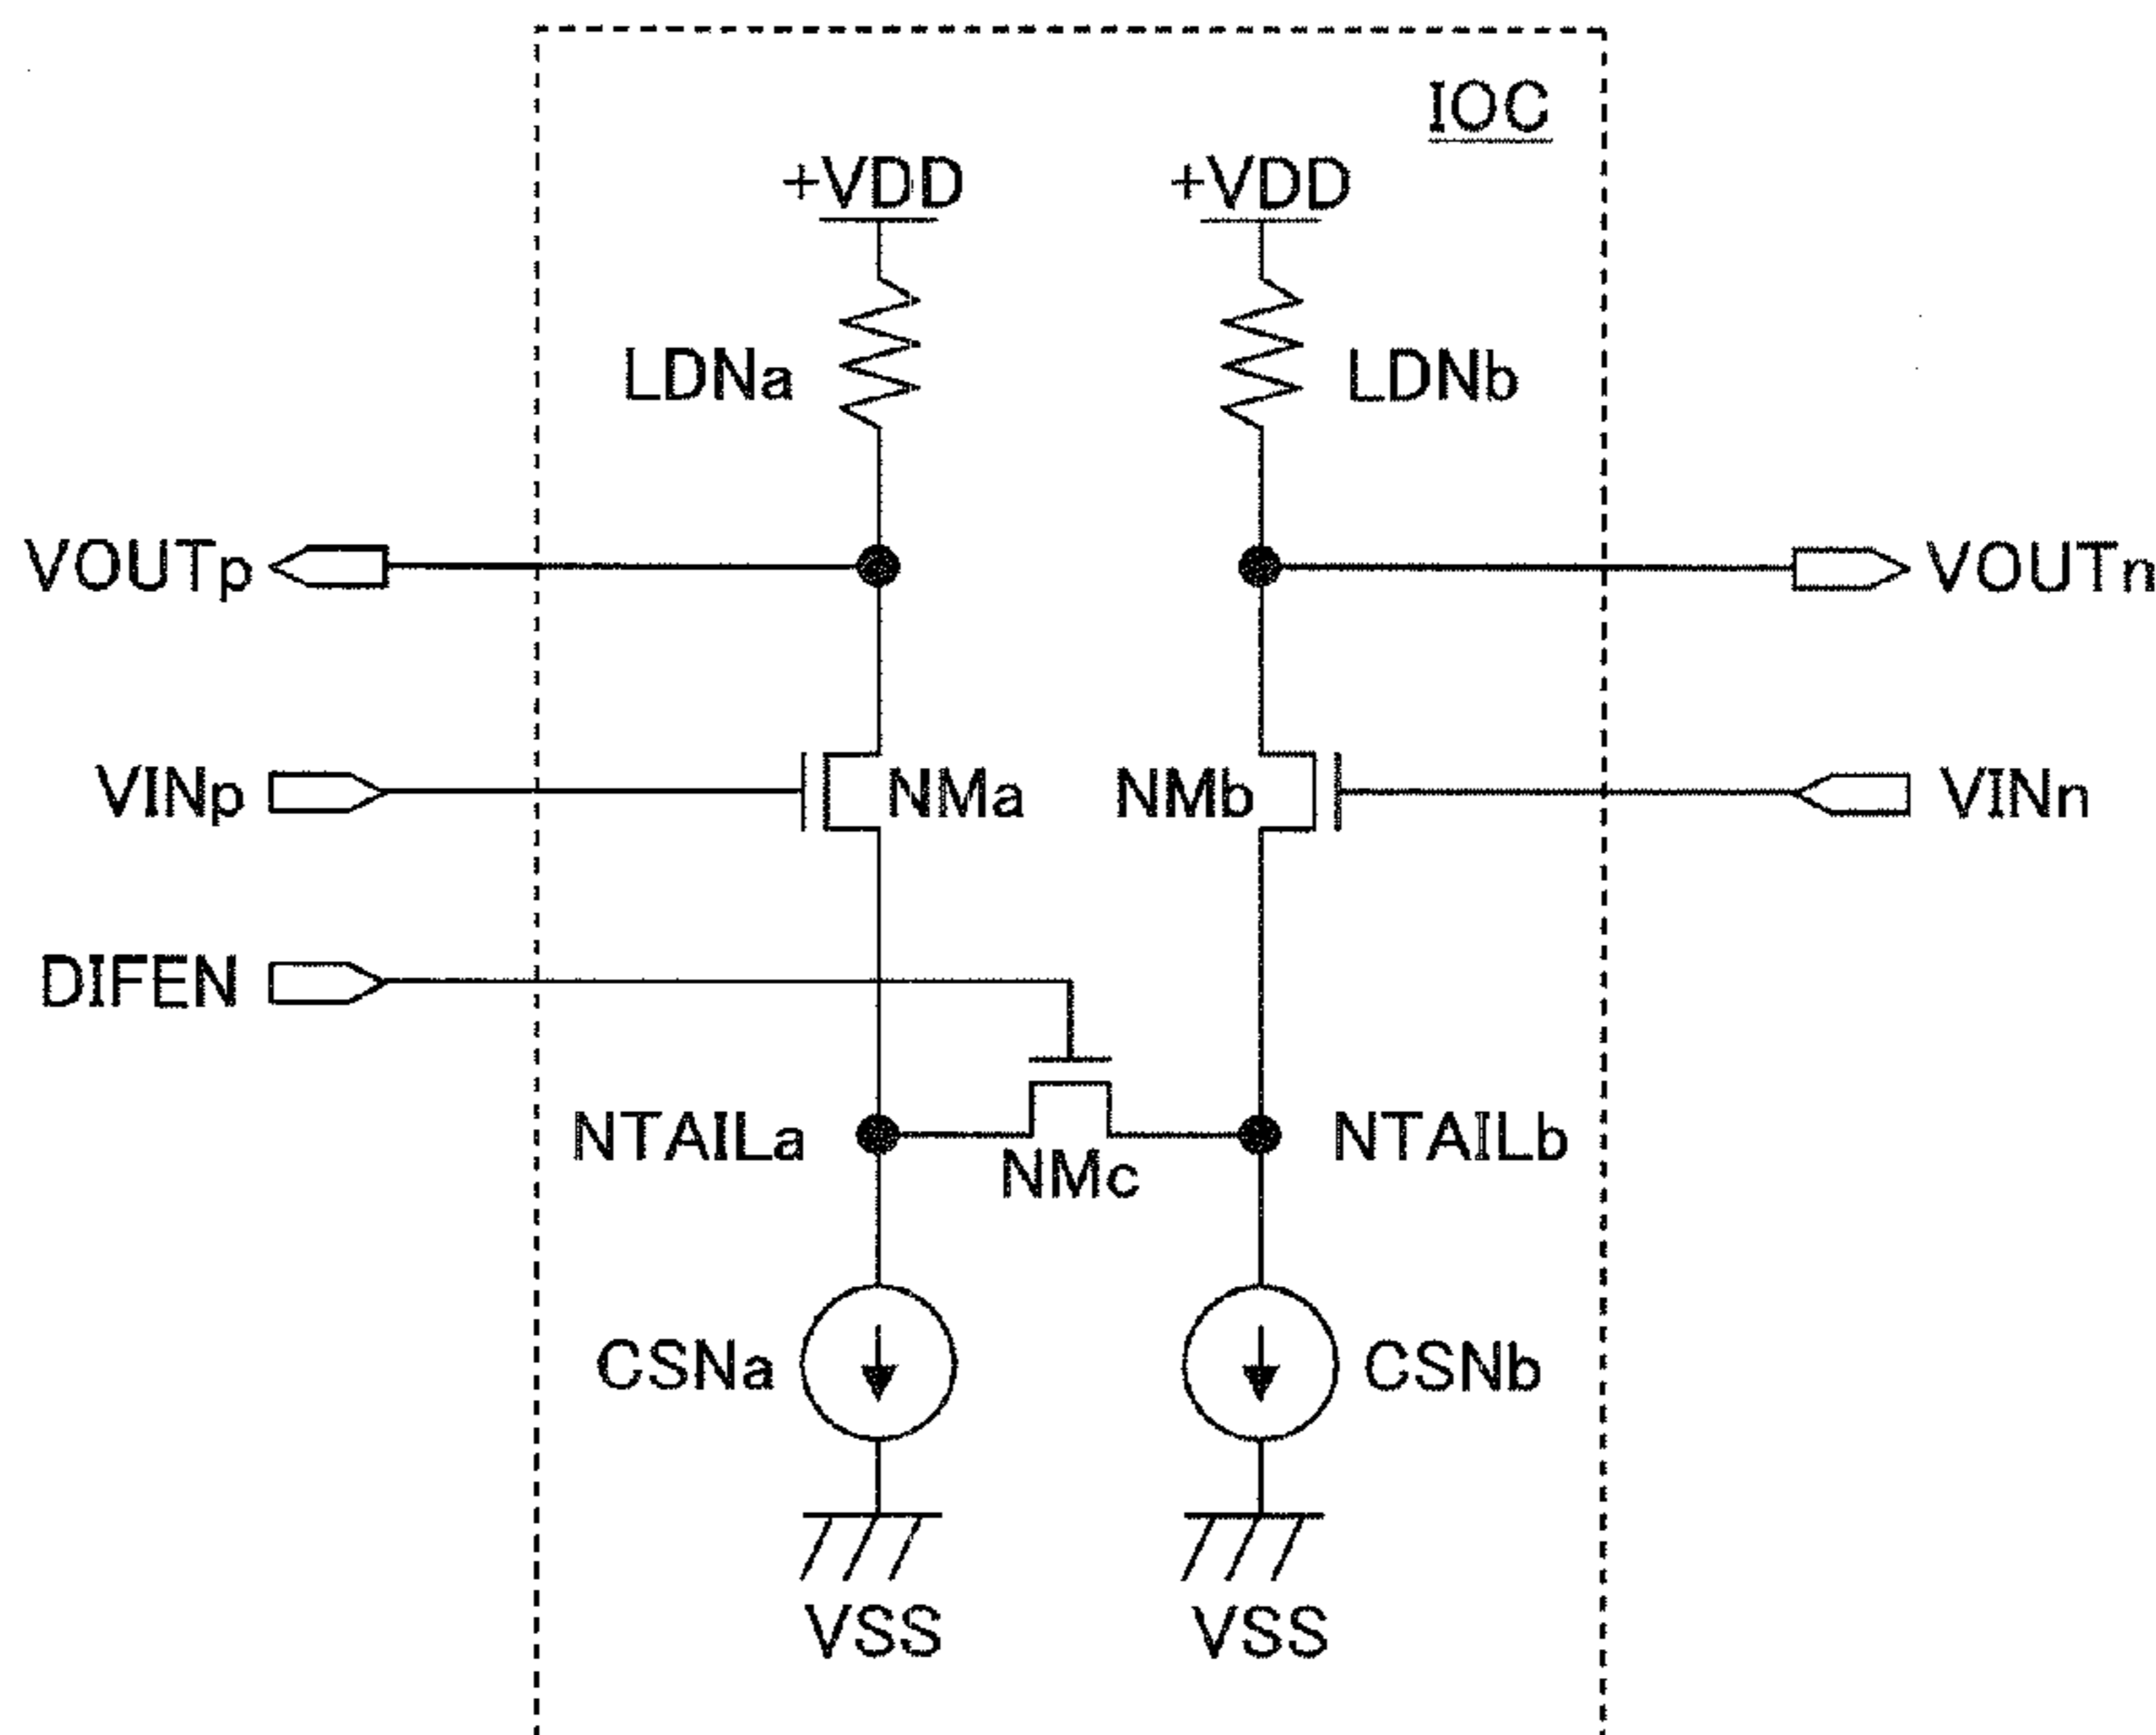 IOC
+VDD +VDD
LDNa LDNb
VOUTp VOUTn
VINp NMa NMb VINn
DIFEN
NTAILa NTAILb
NMc
CSNa CSNb
VSS VSS